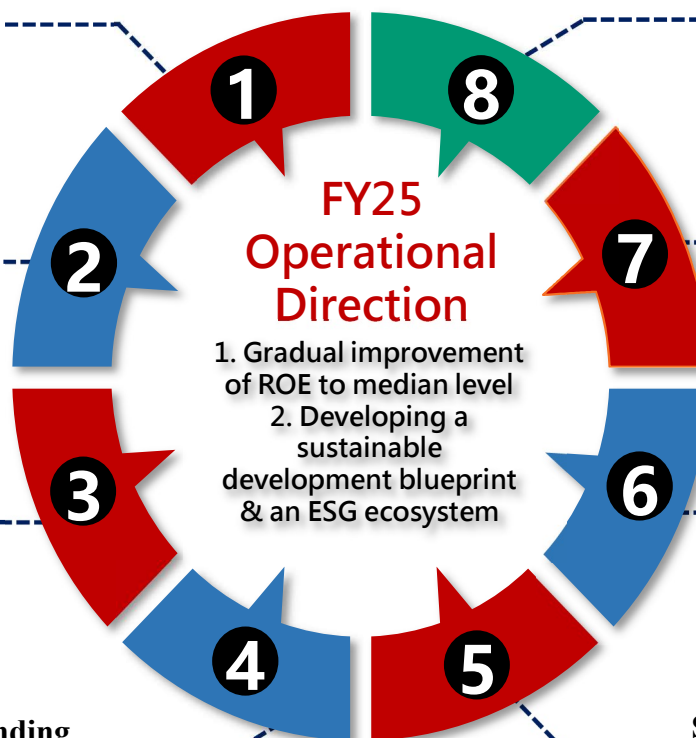 1
8
2
7
FY25
Operational
Direction
1. Gradual improvement
of ROE to median level
2. Developing a
sustainable
development blueprint
& an ESG ecosystem
3
6
4
5
nding